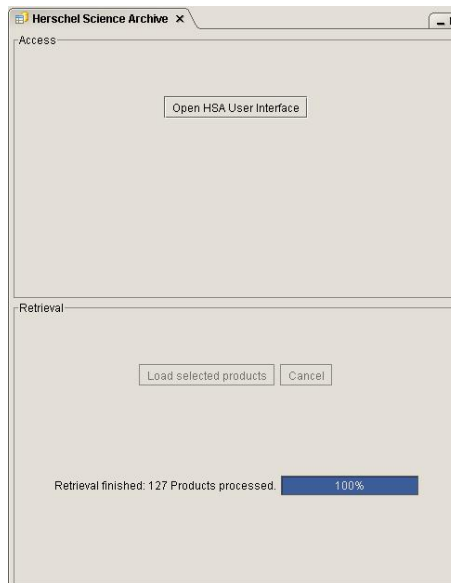 Herschel Science Archive
Access
Open HSA User Interface
Retrieval
Load selected products Cancel
Retrieval finished: 127 Products processed. 100%